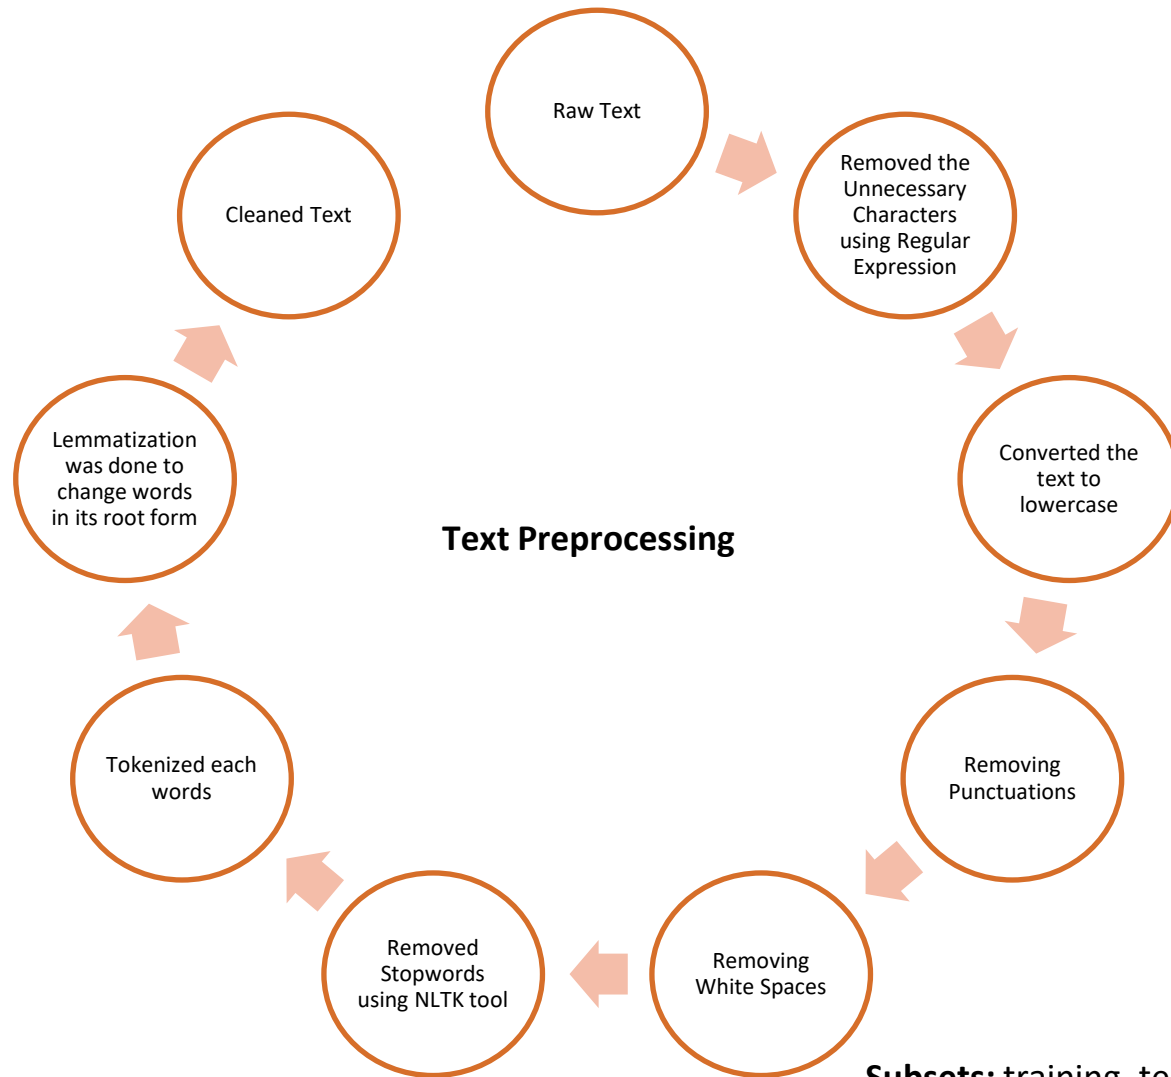 Raw Text
Removed the
Unnecessary
Characters
using Regular
Expression
Converted the
text to
lowercase
Removing
Punctuations
Removing
White Spaces
Removed
Stopwords
using NLTK tool
Tokenized each
words
Lemmatization
was done to
change words
in its root form
Cleaned Text
Text Preprocessing
Subsets: training